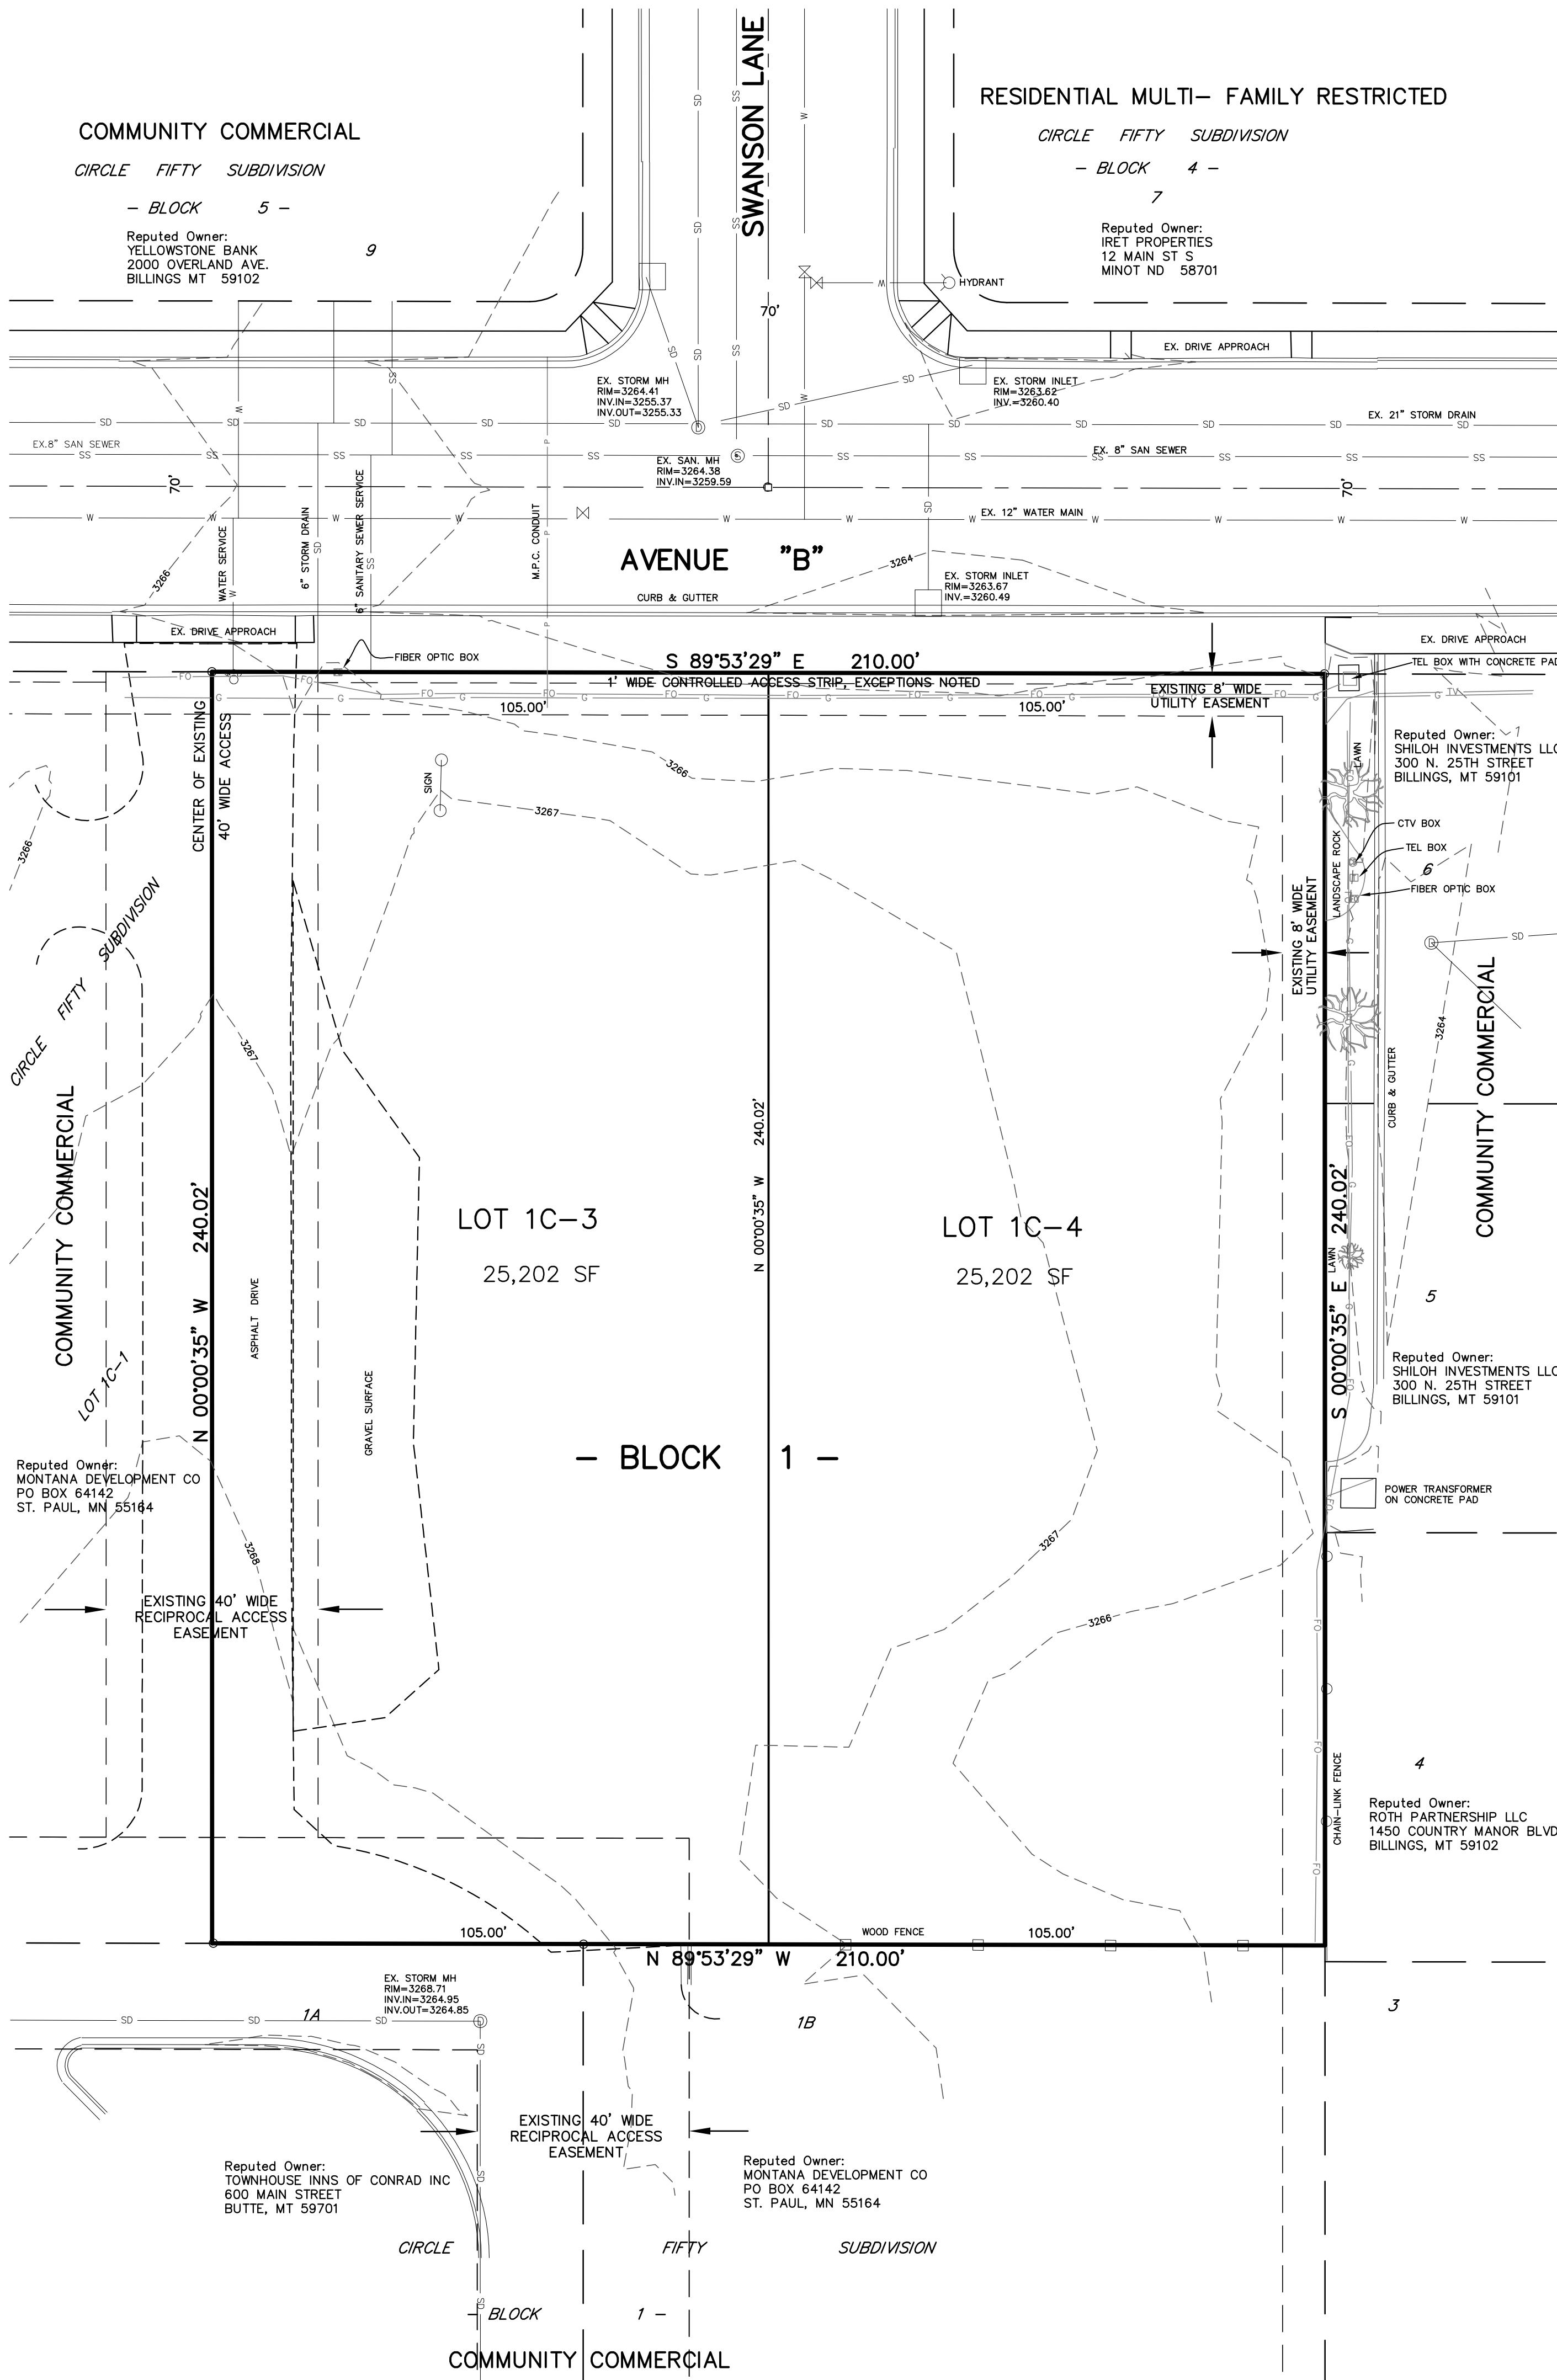 COMMUNITY COMMERCIAL
CIRCLE FIFTY SUBDIVISION
- BLOCK 5 -
Reputed Owner:
YELLOWSTONE BANK
2000 OVERLAND AVE.
BILLINGS MT 59102
9
SWANSON LANE
70'
RESIDENTIAL MULTI- FAMILY RESTRICTED
CIRCLE FIFTY SUBDIVISION
- BLOCK 4 -
7
Reputed Owner:
IRET PROPERTIES
12 MAIN ST S
MINOT ND 58701
HYDRANT
EX. DRIVE APPROACH
EX. STORM MH
RIM=3264.41
INV.IN=3255.37
INV.OUT=3255.33
EX. STORM INLET
RIM=3263.62
INV.=3260.40
EX. 21" STORM DRAIN
EX.8" SAN SEWER
EX. 8" SAN SEWER
EX. SAN. MH
RIM=3264.38
INV.IN=3259.59
70'
70'
EX. 12" WATER MAIN
WATER SERVICE
6" STORM DRAIN
6" SANITARY SEWER SERVICE
M.P.C. CONDUIT
AVENUE "B"
3266
3264
EX. STORM INLET
RIM=3263.67
INV.=3260.49
CURB & GUTTER
EX. DRIVE APPROACH
EX. DRIVE APPROACH
FIBER OPTIC BOX
S 89°53'29" E 210.00'
1' WIDE CONTROLLED ACCESS STRIP, EXCEPTIONS NOTED
105.00'
105.00'
EXISTING 8' WIDE
UTILITY EASEMENT
TEL BOX WITH CONCRETE PAD
CENTER OF EXISTING
40' WIDE ACCESS
SIGN
3266
3267
Reputed Owner:
SHILOH INVESTMENTS LLC
300 N. 25TH STREET
BILLINGS, MT 59101
LAWN
LANDSCAPE ROCK
CTV BOX
TEL BOX
6
FIBER OPTIC BOX
3266
CIRCLE FIFTY SUBDIVISION
EXISTING 8' WIDE
UTILITY EASEMENT
3264
COMMUNITY COMMERCIAL
CURB & GUTTER
3267
COMMUNITY COMMERCIAL
N 00°00'35" W 240.02'
N 00°00'35" W 240.02'
S 00°00'35" E 240.02'
LAWN
LOT 1C-3
25,202 SF
LOT 1C-4
25,202 SF
ASPHALT DRIVE
GRAVEL SURFACE
LOT 1C-1
5
Reputed Owner:
SHILOH INVESTMENTS LLC
300 N. 25TH STREET
BILLINGS, MT 59101
- BLOCK 1 -
Reputed Owner:
MONTANA DEVELOPMENT CO
PO BOX 64142
ST. PAUL, MN 55164
POWER TRANSFORMER
ON CONCRETE PAD
3268
3267
3266
EXISTING 40' WIDE
RECIPROCAL ACCESS
EASEMENT
CHAIN-LINK FENCE
4
Reputed Owner:
ROTH PARTNERSHIP LLC
1450 COUNTRY MANOR BLVD
BILLINGS, MT 59102
105.00'
WOOD FENCE
105.00'
N 89°53'29" W 210.00'
EX. STORM MH
RIM=3268.71
INV.IN=3264.95
INV.OUT=3264.85
1A
1B
3
EXISTING 40' WIDE
RECIPROCAL ACCESS
EASEMENT
Reputed Owner:
TOWNHOUSE INNS OF CONRAD INC
600 MAIN STREET
BUTTE, MT 59701
Reputed Owner:
MONTANA DEVELOPMENT CO
PO BOX 64142
ST. PAUL, MN 55164
CIRCLE FIFTY SUBDIVISION
- BLOCK 1 -
COMMUNITY COMMERCIAL